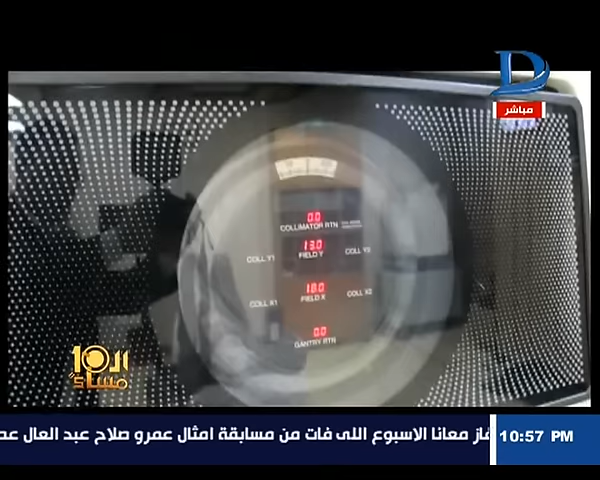 D
مباشر
0.0
COLLIMATOR RTN
13.0
COLL Y1 FIELD Y COLL Y2
18.0
COLL X1 FIELD X COLL X2
0.0
GANTRY RTN
الـ10
مساءً
فاز معانا الاسبوع اللى فات من مسابقة امثال عمرو صلاح عبد العال
10:57 PM